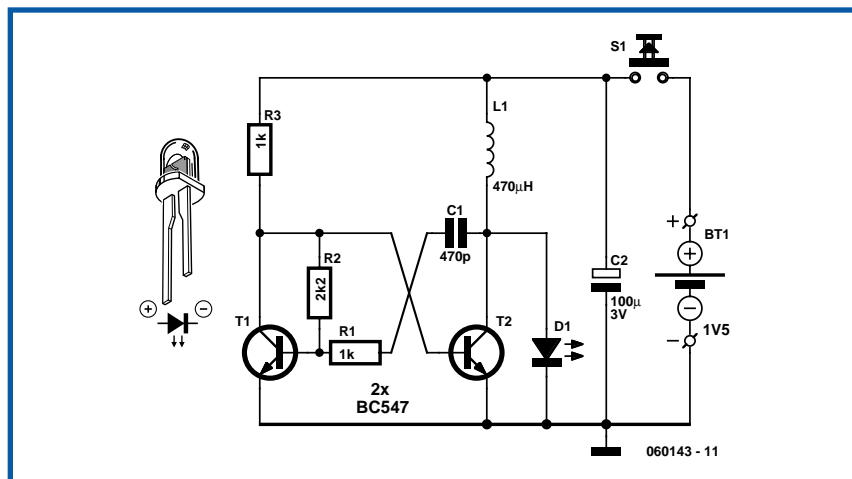 S1
R3
1k
L1
470µH
C1
470p
R2
2k2
+
BT1
+
C2
100µ
3V
−
1V5
−
+
−
T1
R1
1k
T2
D1
2x
BC547
060143 - 11